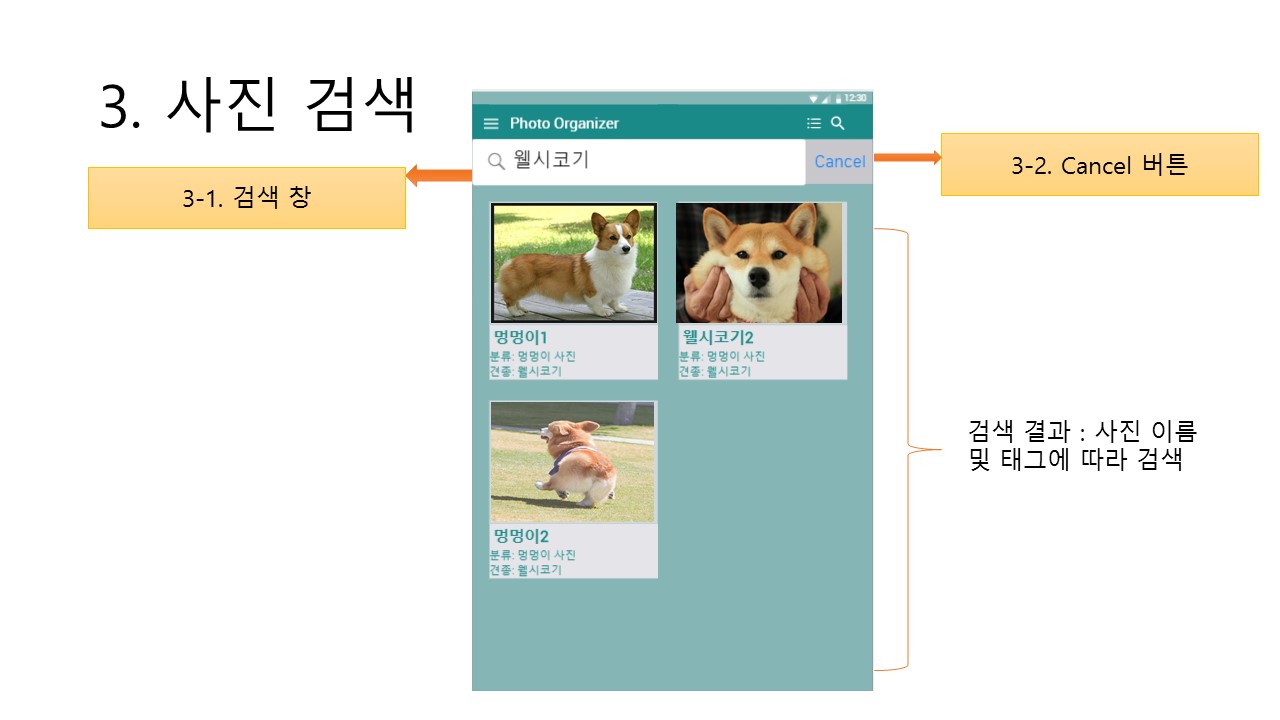 3. 사진 검색
12:30
Photo Organizer
웰시코기
Cancel
3-1. 검색 창
3-2. Cancel 버튼
멍멍이1
분류: 멍멍이 사진
견종: 웰시코기
웰시코기2
분류: 멍멍이 사진
견종: 웰시코기
멍멍이2
분류: 멍멍이 사진
견종: 웰시코기
검색 결과 : 사진 이름
및 태그에 따라 검색